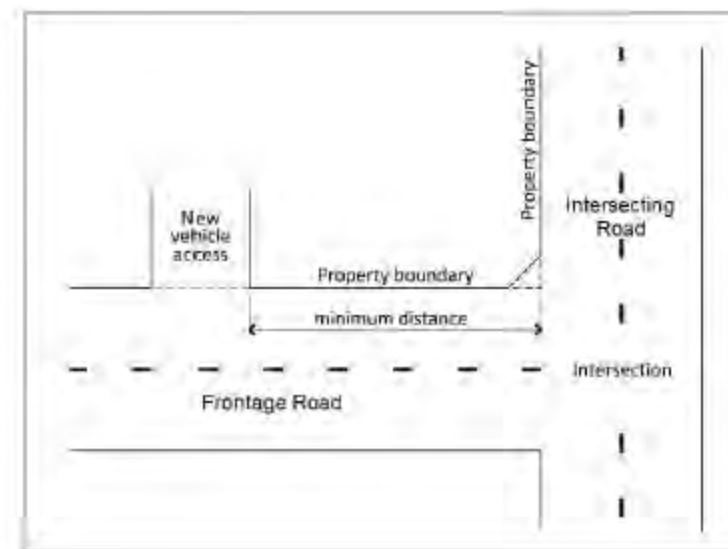 Property boundary
New
vehicle
access
Intersecting
Road
Property boundary
minimum distance
Intersection
Frontage Road